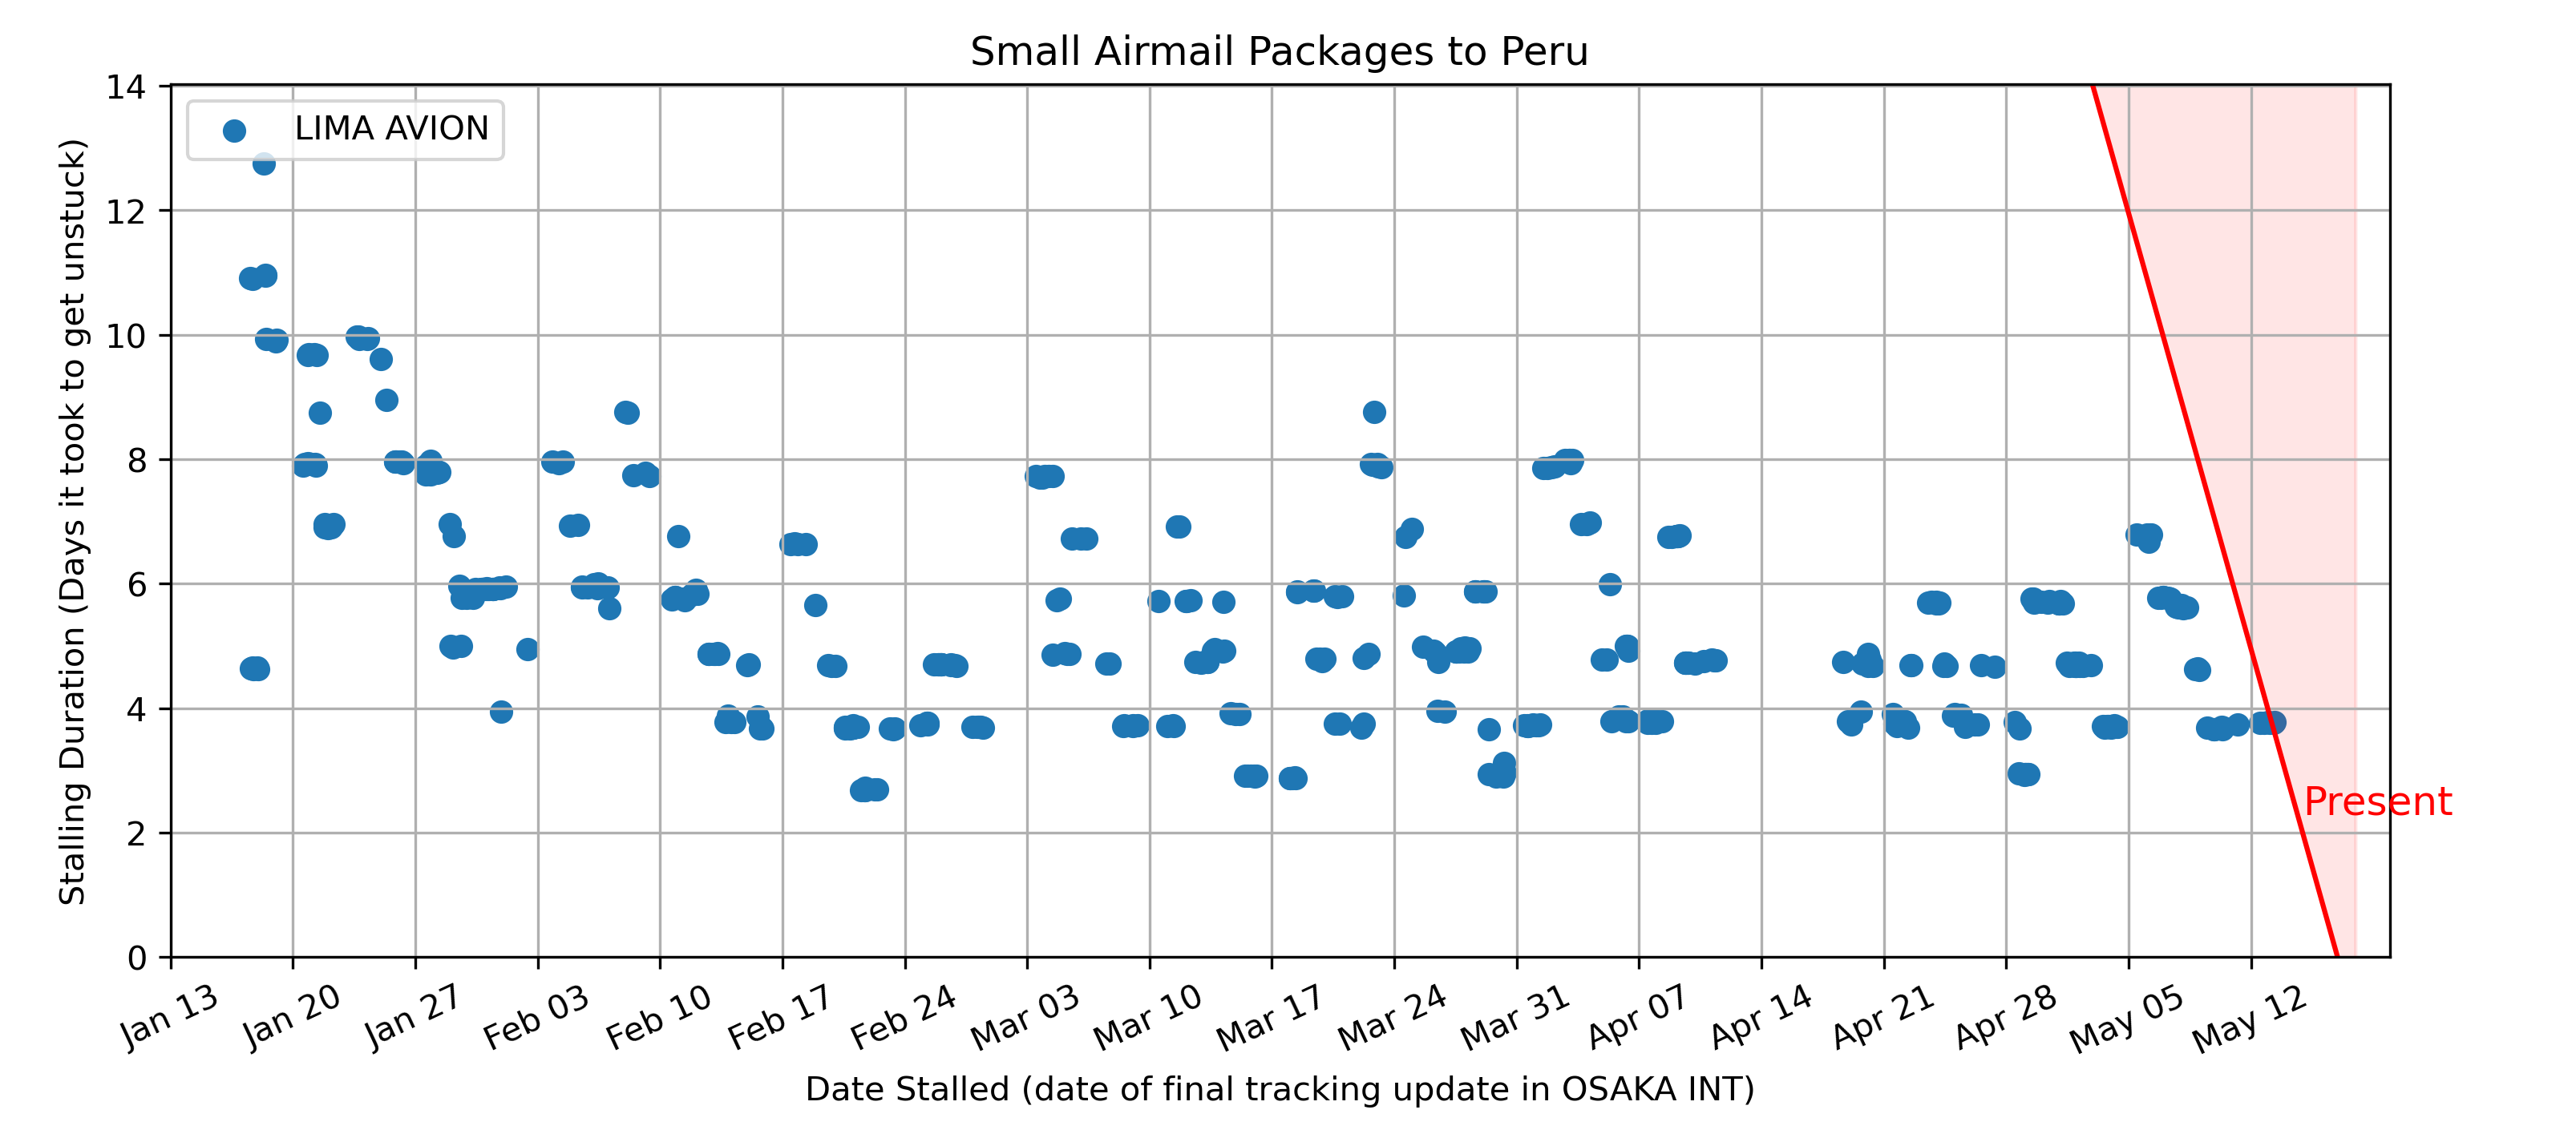 Small Airmail Packages to Peru
LIMA AVION
Stalling Duration (Days it took to get unstuck)
14
12
10
8
6
4
2
0
Present
Jan 13
Jan 20
Jan 27
Feb 03
Feb 10
Feb 17
Feb 24
Mar 03
Mar 10
Mar 17
Mar 24
Mar 31
Apr 07
Apr 14
Apr 21
Apr 28
May 05
May 12
Date Stalled (date of final tracking update in OSAKA INT)